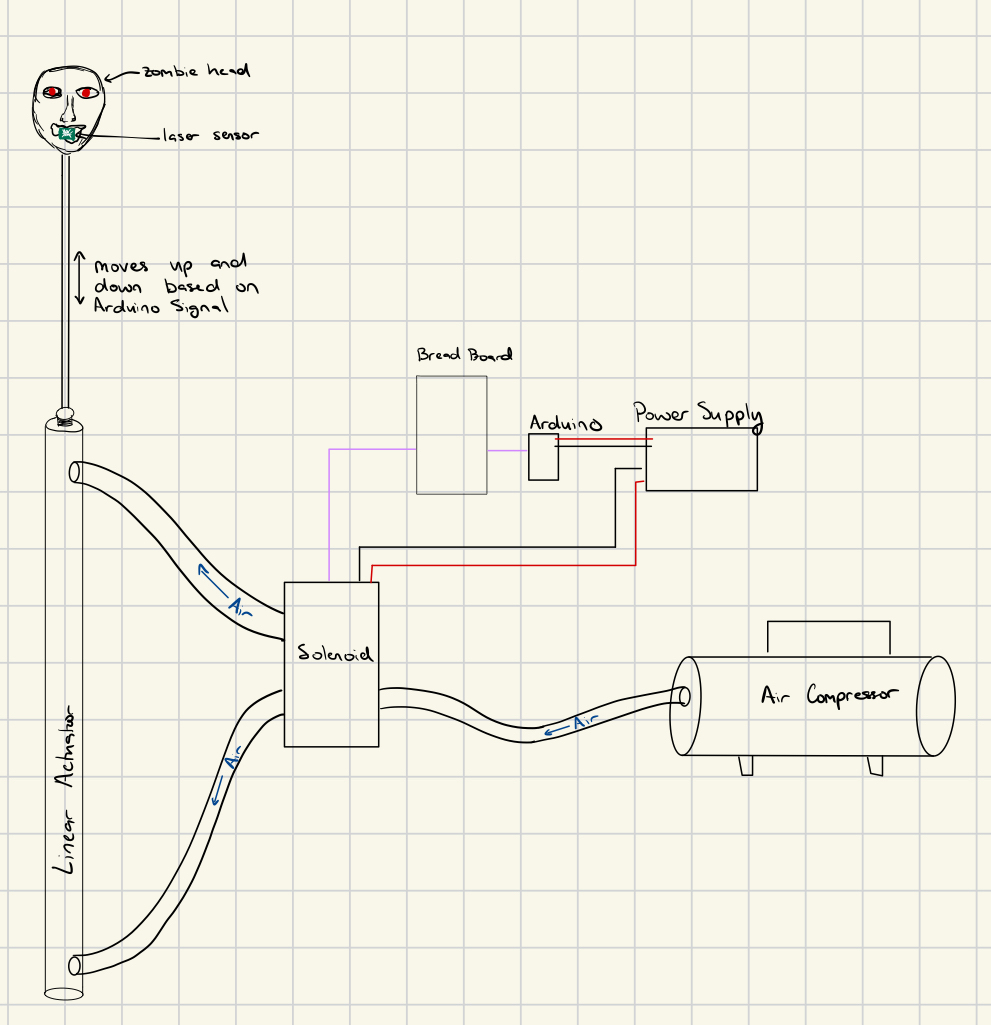 zombie head
laser sensor
moves up and
down based on
Arduino Signal
Bread Board
Arduino
Power Supply
Air
Solenoid
Air Compressor
Air
Air
Linear Actuator